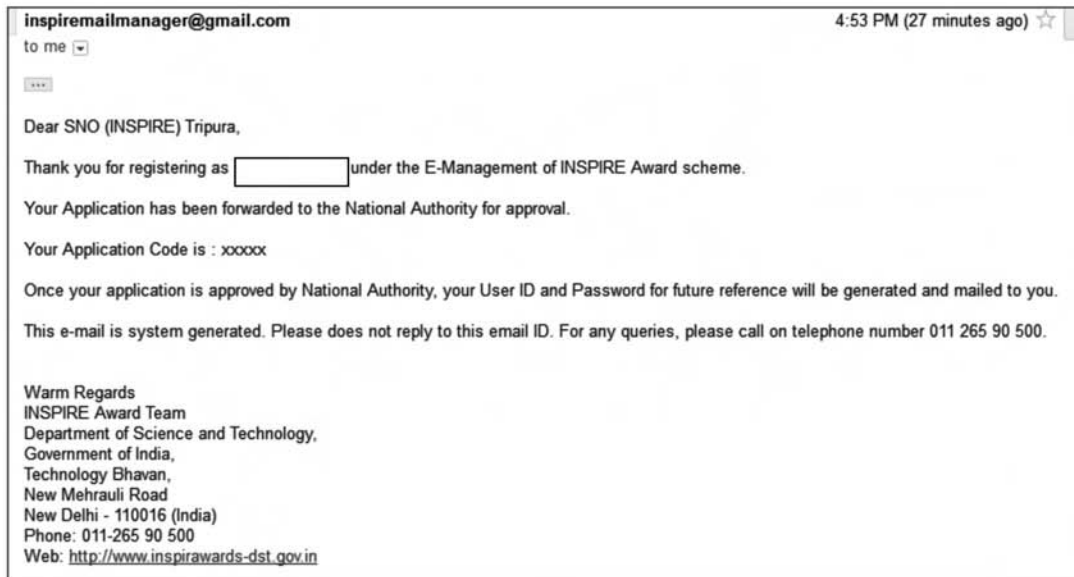 inspiremailmanager@gmail.com 4:53 PM (27 minutes ago)
to me
Dear SNO (INSPIRE) Tripura,
Thank you for registering as under the E-Management of INSPIRE Award scheme.
Your Application has been forwarded to the National Authority for approval.
Your Application Code is : xxxxx
Once your application is approved by National Authority, your User ID and Password for future reference will be generated and mailed to you.
This e-mail is system generated. Please does not reply to this email ID. For any queries, please call on telephone number 011 265 90 500.
Warm Regards
INSPIRE Award Team
Department of Science and Technology,
Government of India,
Technology Bhavan,
New Mehrauli Road
New Delhi - 110016 (India)
Phone: 011-265 90 500
Web: http://www.inspirawards-dst.gov.in